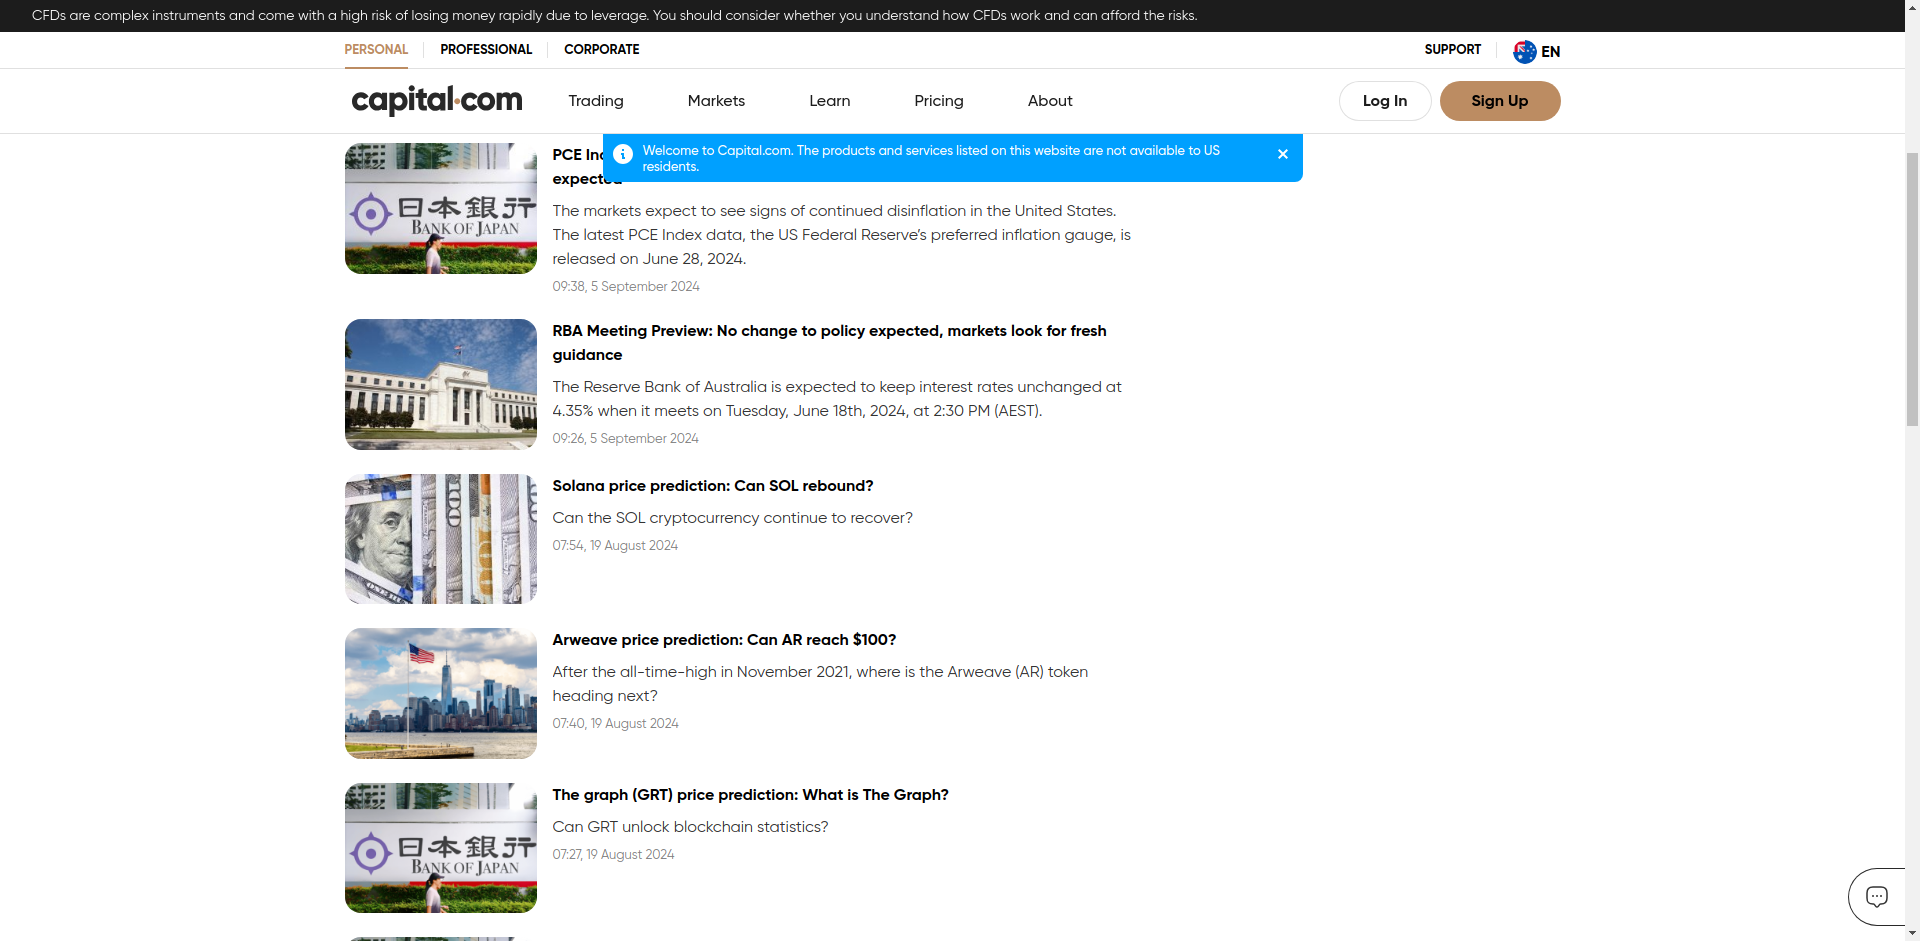 CFDs are complex instruments and come with a high risk of losing money rapidly due to leverage. You should consider whether you understand how CFDs work and can afford the risks.
PERSONAL
PROFESSIONAL
CORPORATE
SUPPORT
EN
capital.com
Trading
Markets
Learn
Pricing
About
Log In
Sign Up
Welcome to Capital.com. The products and services listed on this website are not available to US
residents.
日本銀行
BANK OF JAPAN
PCE
expected
The markets expect to see signs of continued disinflation in the United States.
The latest PCE Index data, the US Federal Reserve’s preferred inflation gauge, is
released on June 28, 2024.
09:38, 5 September 2024
RBA Meeting Preview: No change to policy expected, markets look for fresh
guidance
The Reserve Bank of Australia is expected to keep interest rates unchanged at
4.35% when it meets on Tuesday, June 18th, 2024, at 2:30 PM (AEST).
09:26, 5 September 2024
Solana price prediction: Can SOL rebound?
Can the SOL cryptocurrency continue to recover?
07:54, 19 August 2024
Arweave price prediction: Can AR reach $100?
After the all-time-high in November 2021, where is the Arweave (AR) token
heading next?
07:40, 19 August 2024
日本銀行
BANK OF JAPAN
The graph (GRT) price prediction: What is The Graph?
Can GRT unlock blockchain statistics?
07:27, 19 August 2024